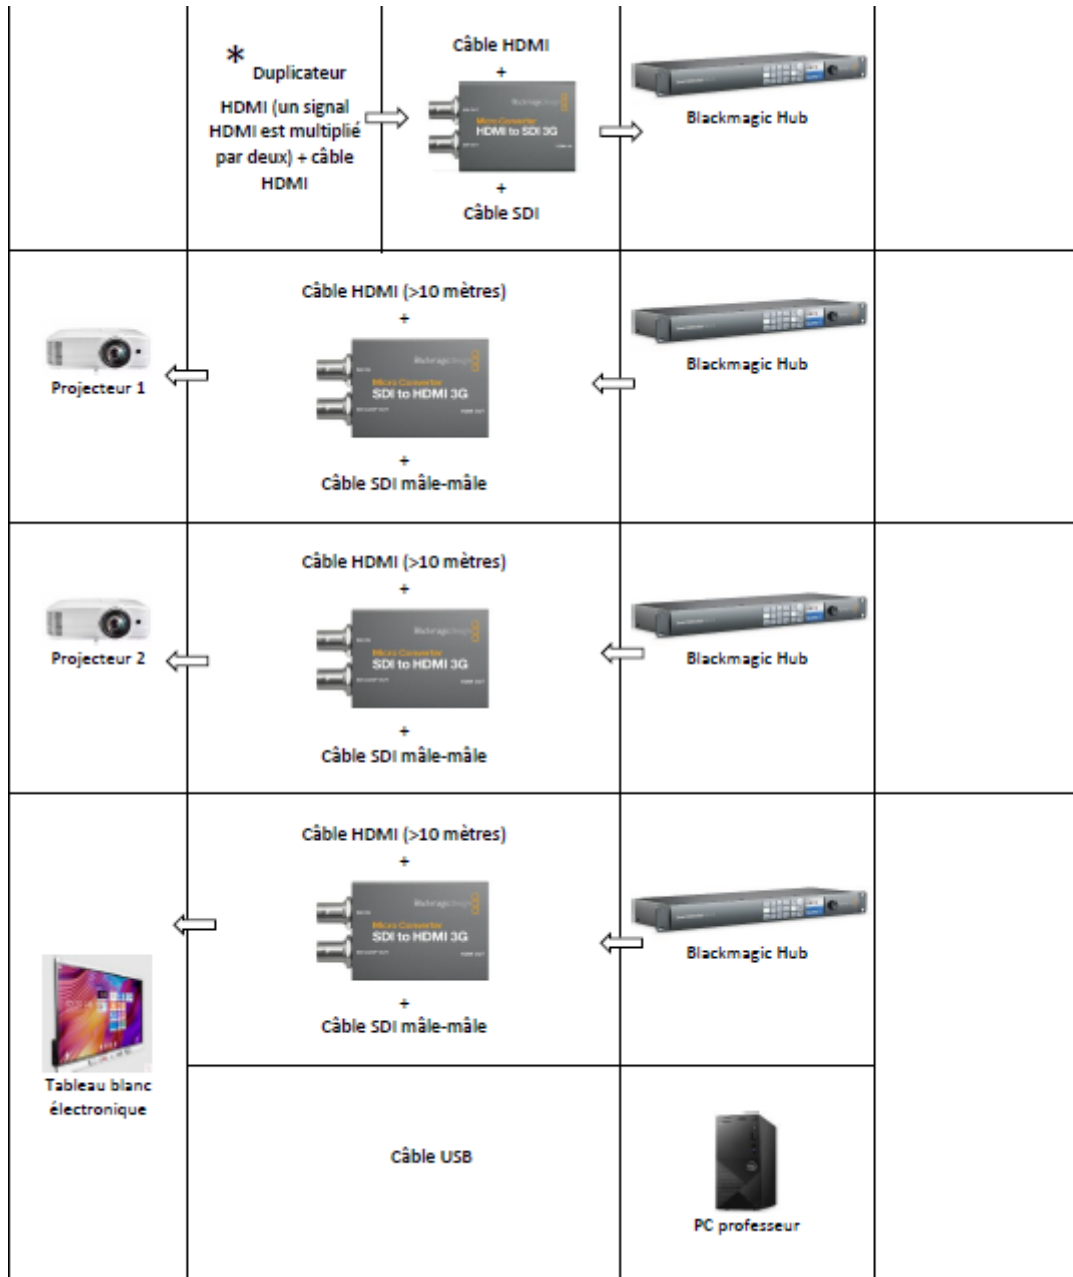 *
Duplicateur
HDMI (un signal
HDMI est multiplié
par deux) + câble
HDMI
Câble HDMI
+
Blackmagicdesign
Micro Converter
HDMI to SDI 3G
+
Câble SDI
Blackmagic Hub
Projecteur 1
Câble HDMI (>10 mètres)
+
Blackmagicdesign
Micro Converter
SDI to HDMI 3G
+
Câble SDI mâle-mâle
Blackmagic Hub
Projecteur 2
Câble HDMI (>10 mètres)
+
Blackmagicdesign
Micro Converter
SDI to HDMI 3G
+
Câble SDI mâle-mâle
Blackmagic Hub
Tableau blanc
électronique
Câble HDMI (>10 mètres)
+
Blackmagicdesign
Micro Converter
SDI to HDMI 3G
+
Câble SDI mâle-mâle
Blackmagic Hub
Câble USB
PC professeur